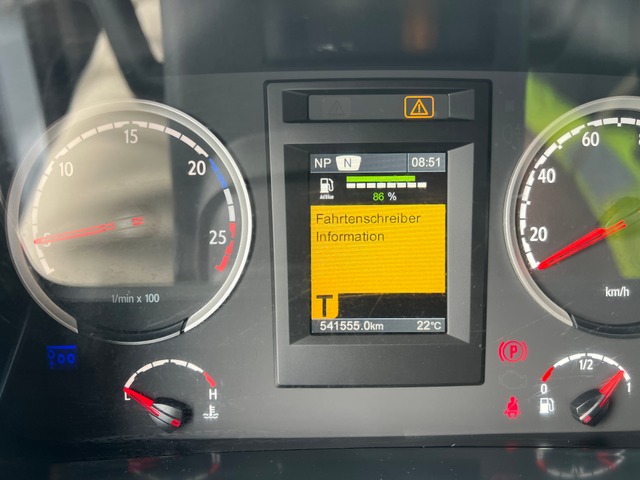 NP N 08:51
AdBlue
86 %
Fahrtenschreiber
Information
T
541555.0km 22°C
5 10 15 20 25
1/min x 100
20 40 60
km/h
L H
P
0 1/2 1